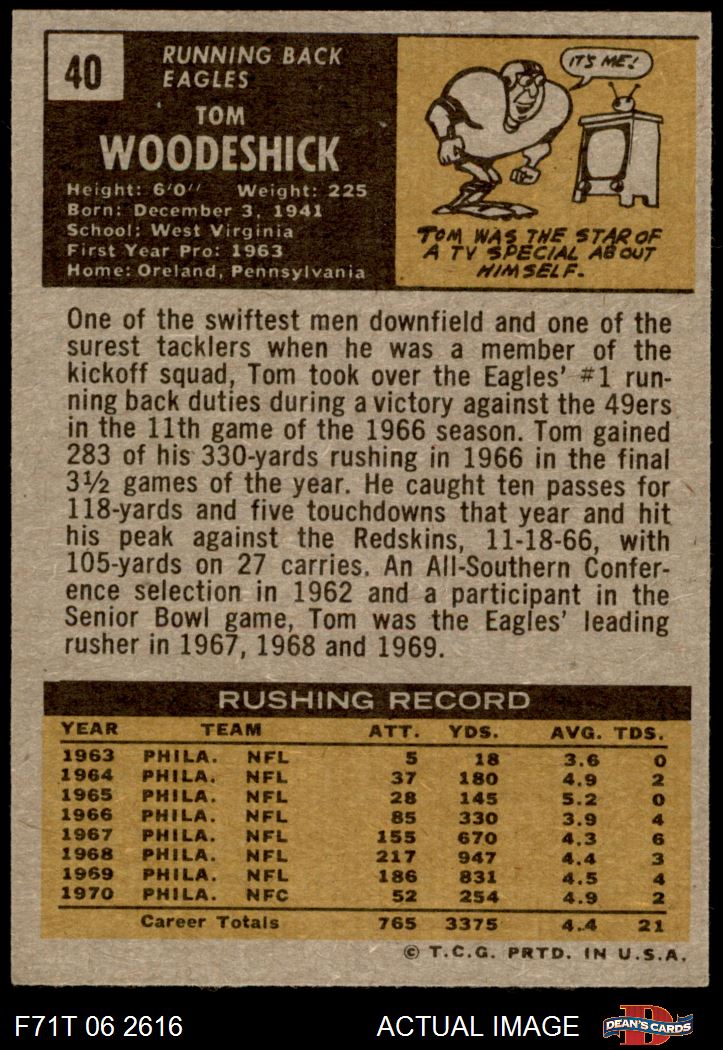 40
RUNNING BACK
EAGLES
TOM
WOODESHICK
Height: 6'0" Weight: 225
Born: December 3, 1941
School: West Virginia
First Year Pro: 1963
Home: Oreland, Pennsylvania
IT'S ME!
TOM WAS THE STAR OF
A TV SPECIAL ABOUT
HIMSELF.
One of the swiftest men downfield and one of the
surest tacklers when he was a member of the
kickoff squad, Tom took over the Eagles' #1 run-
ning back duties during a victory against the 49ers
in the 11th game of the 1966 season. Tom gained
283 of his 330-yards rushing in 1966 in the final
3½ games of the year. He caught ten passes for
118-yards and five touchdowns that year and hit
his peak against the Redskins, 11-18-66, with
105-yards on 27 carries. An All-Southern Confer-
ence selection in 1962 and a participant in the
Senior Bowl game, Tom was the Eagles' leading
rusher in 1967, 1968 and 1969.
RUSHING RECORD
YEAR TEAM ATT. YDS. AVG. TDS.
1963 PHILA. NFL 5 18 3.6 0
1964 PHILA. NFL 37 180 4.9 2
1965 PHILA. NFL 28 145 5.2 0
1966 PHILA. NFL 85 330 3.9 4
1967 PHILA. NFL 155 670 4.3 6
1968 PHILA. NFL 217 947 4.4 3
1969 PHILA. NFL 186 831 4.5 4
1970 PHILA. NFC 52 254 4.9 2
Career Totals 765 3375 4.4 21
© T.C.G. PRTD. IN U.S.A.
F71T 06 2616 ACTUAL IMAGE
D
DEAN'S CARDS